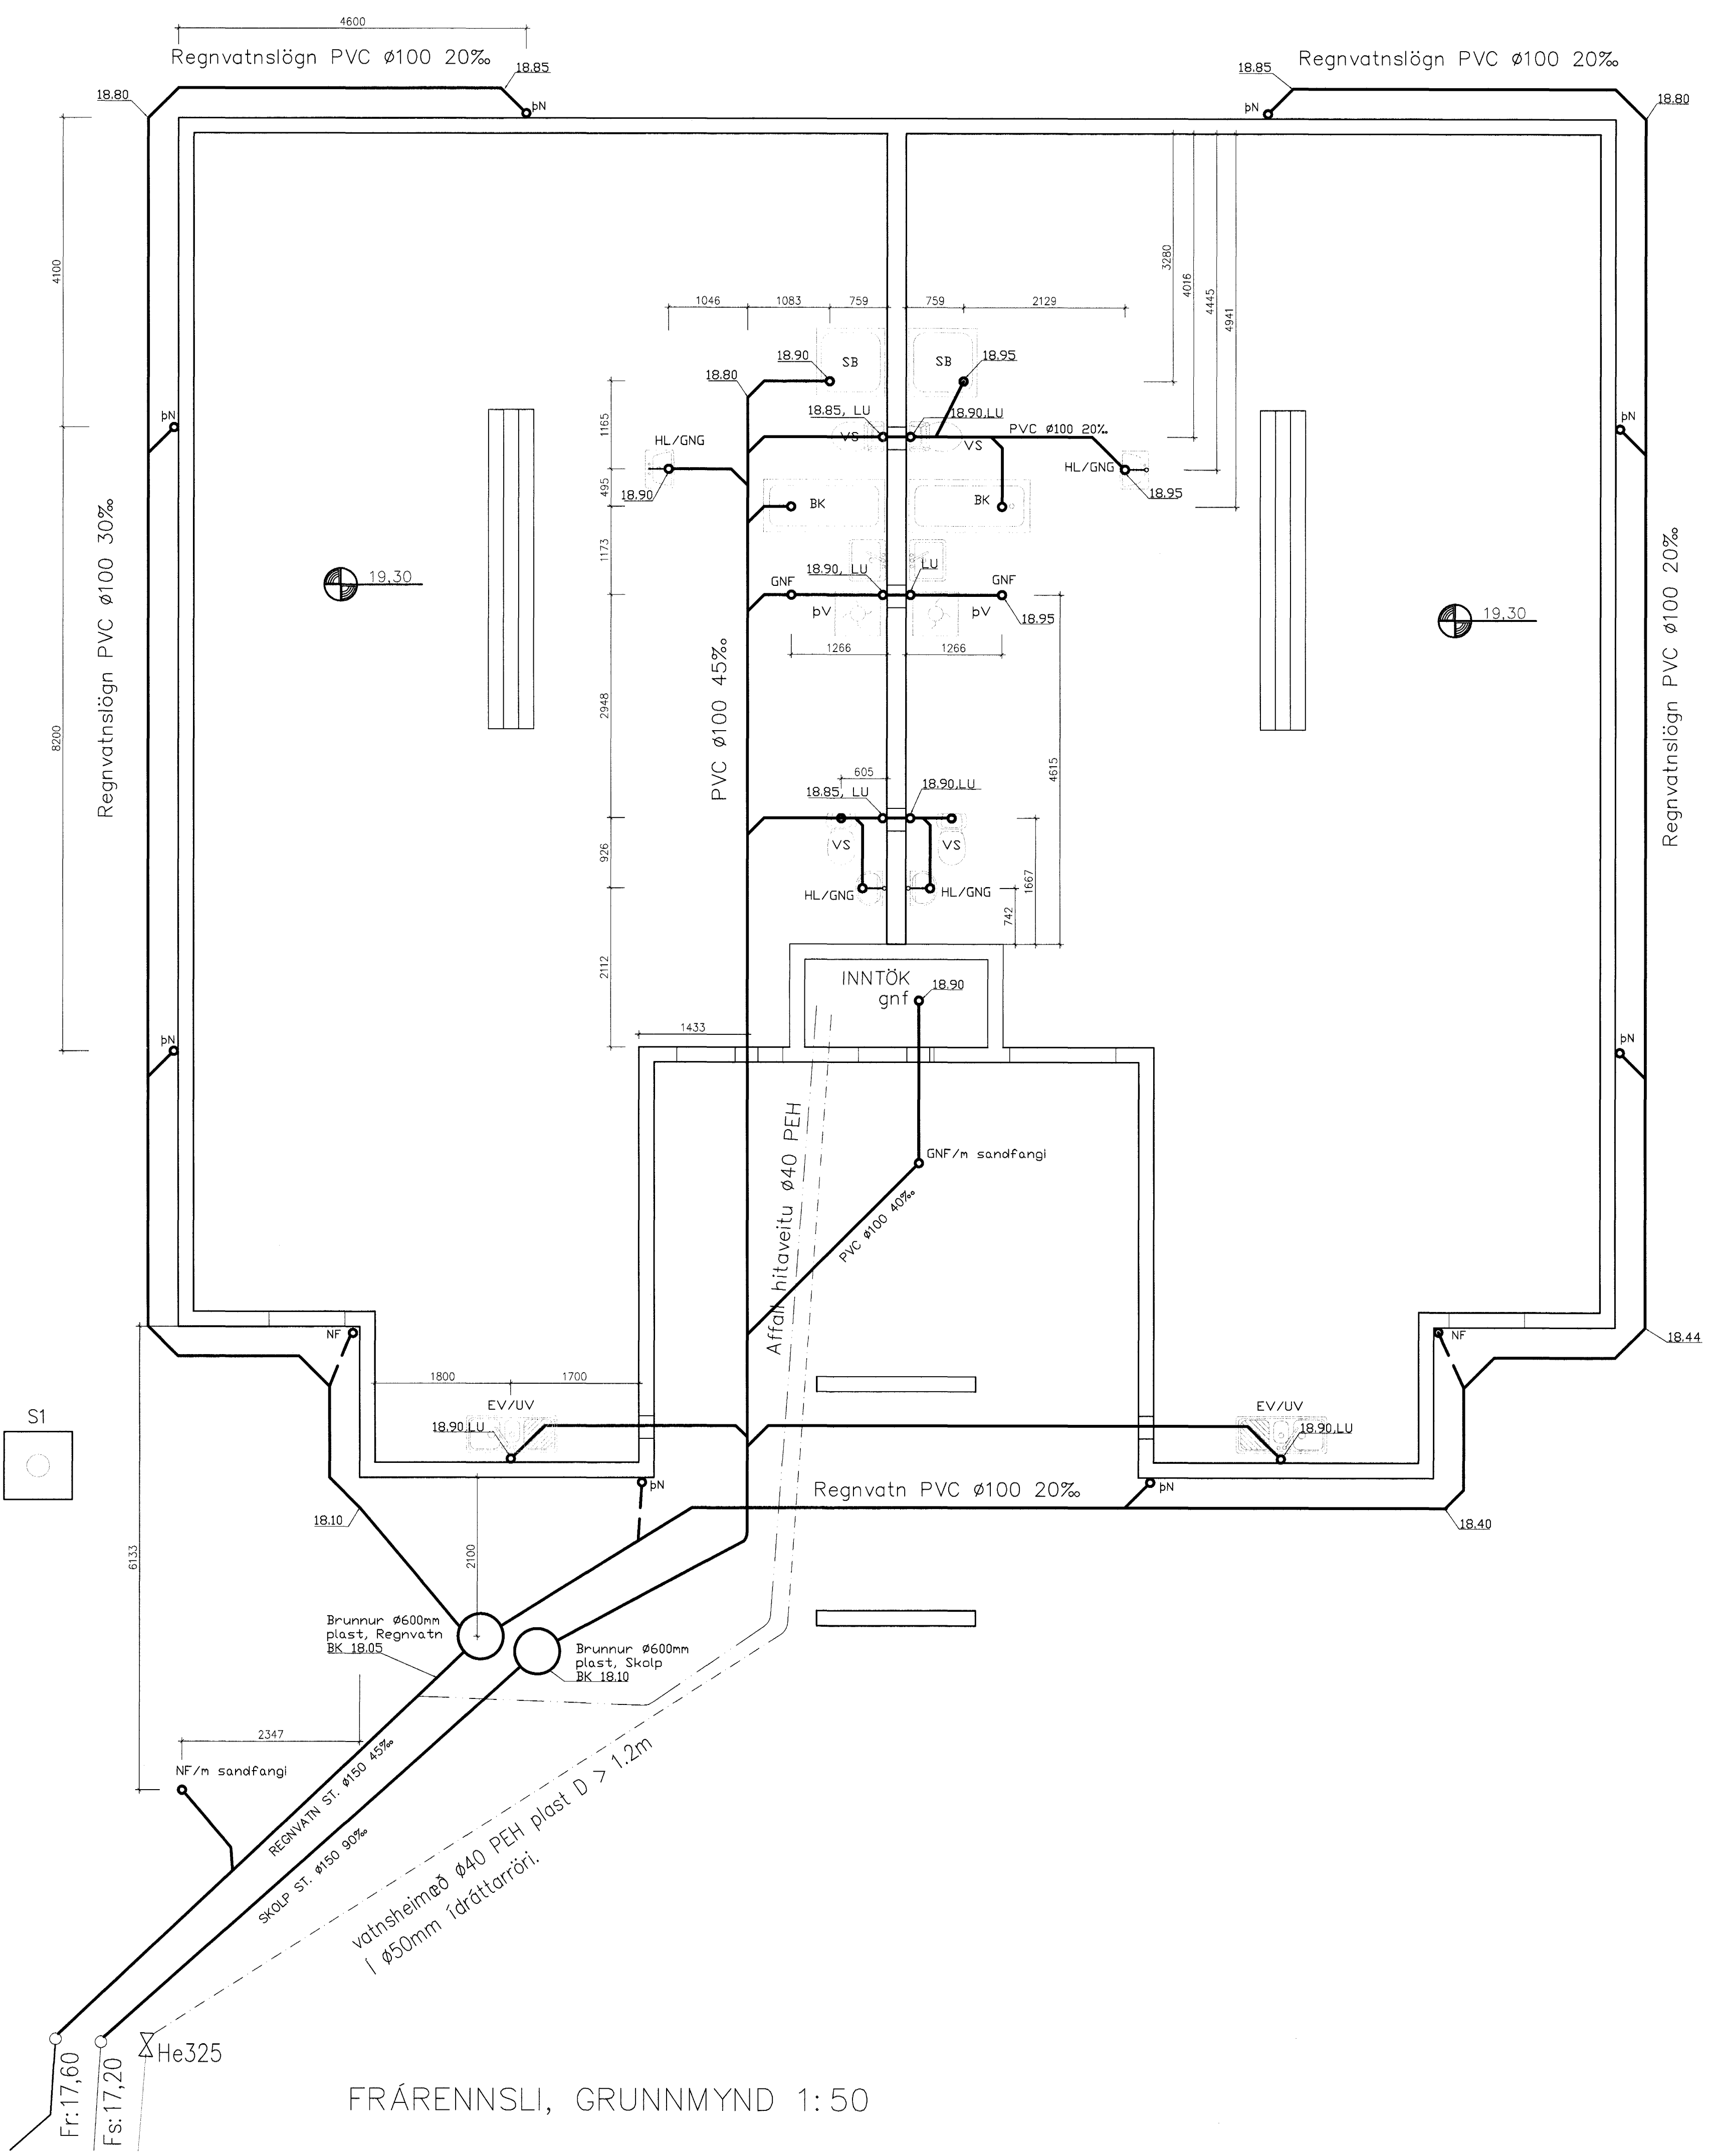 4600
Regnvatnslögn PVC ø100 20‰
Regnvatnslögn PVC ø100 20‰
18.85
18.85
18.80
18.80
þN
þN
4100
3280
4016
4445
4941
1046
1083
759
759
2129
SB
SB
18.90
18.95
18.80
18.85, LU
18.90,LU
PVC ø100 20‰
VS
VS
þN
þN
1165
HL/GNG
HL/GNG
18.90
18.95
495
BK
BK
Regnvatnslögn PVC ø100 30‰
Regnvatnslögn PVC ø100 20‰
1173
19,30
19,30
18.90, LU
LU
GNF
GNF
þV
þV
18.95
1266
1266
PVC ø100 45‰
2948
8200
4615
605
18.85, LU
18.90,LU
VS
VS
926
HL/GNG
HL/GNG
1667
742
2112
INNTÖK
gnf
18.90
1433
þN
þN
GNF/m sandfangi
PVC ø100 40‰
Affall hitaveitu ø40 PEH
NF
NF
18.44
1800
1700
EV/UV
EV/UV
18.90,LU
18.90,LU
S1
þN
þN
Regnvatn PVC ø100 20‰
18.10
18.40
2100
6133
Brunnur ø600mm
plast, Regnvatn
BK 18.05
Brunnur ø600mm
plast, Skolp
BK 18.10
2347
NF/m sandfangi
REGNVATN ST. ø150 45‰
SKOLP ST. ø150 90‰
vatnsheimæð ø40 PEH plast D > 1.2m
í ø50mm ídráttarröri.
He325
Fr:17,60
Fs:17,20
FRÁRENNSLI, GRUNNMYND 1:50